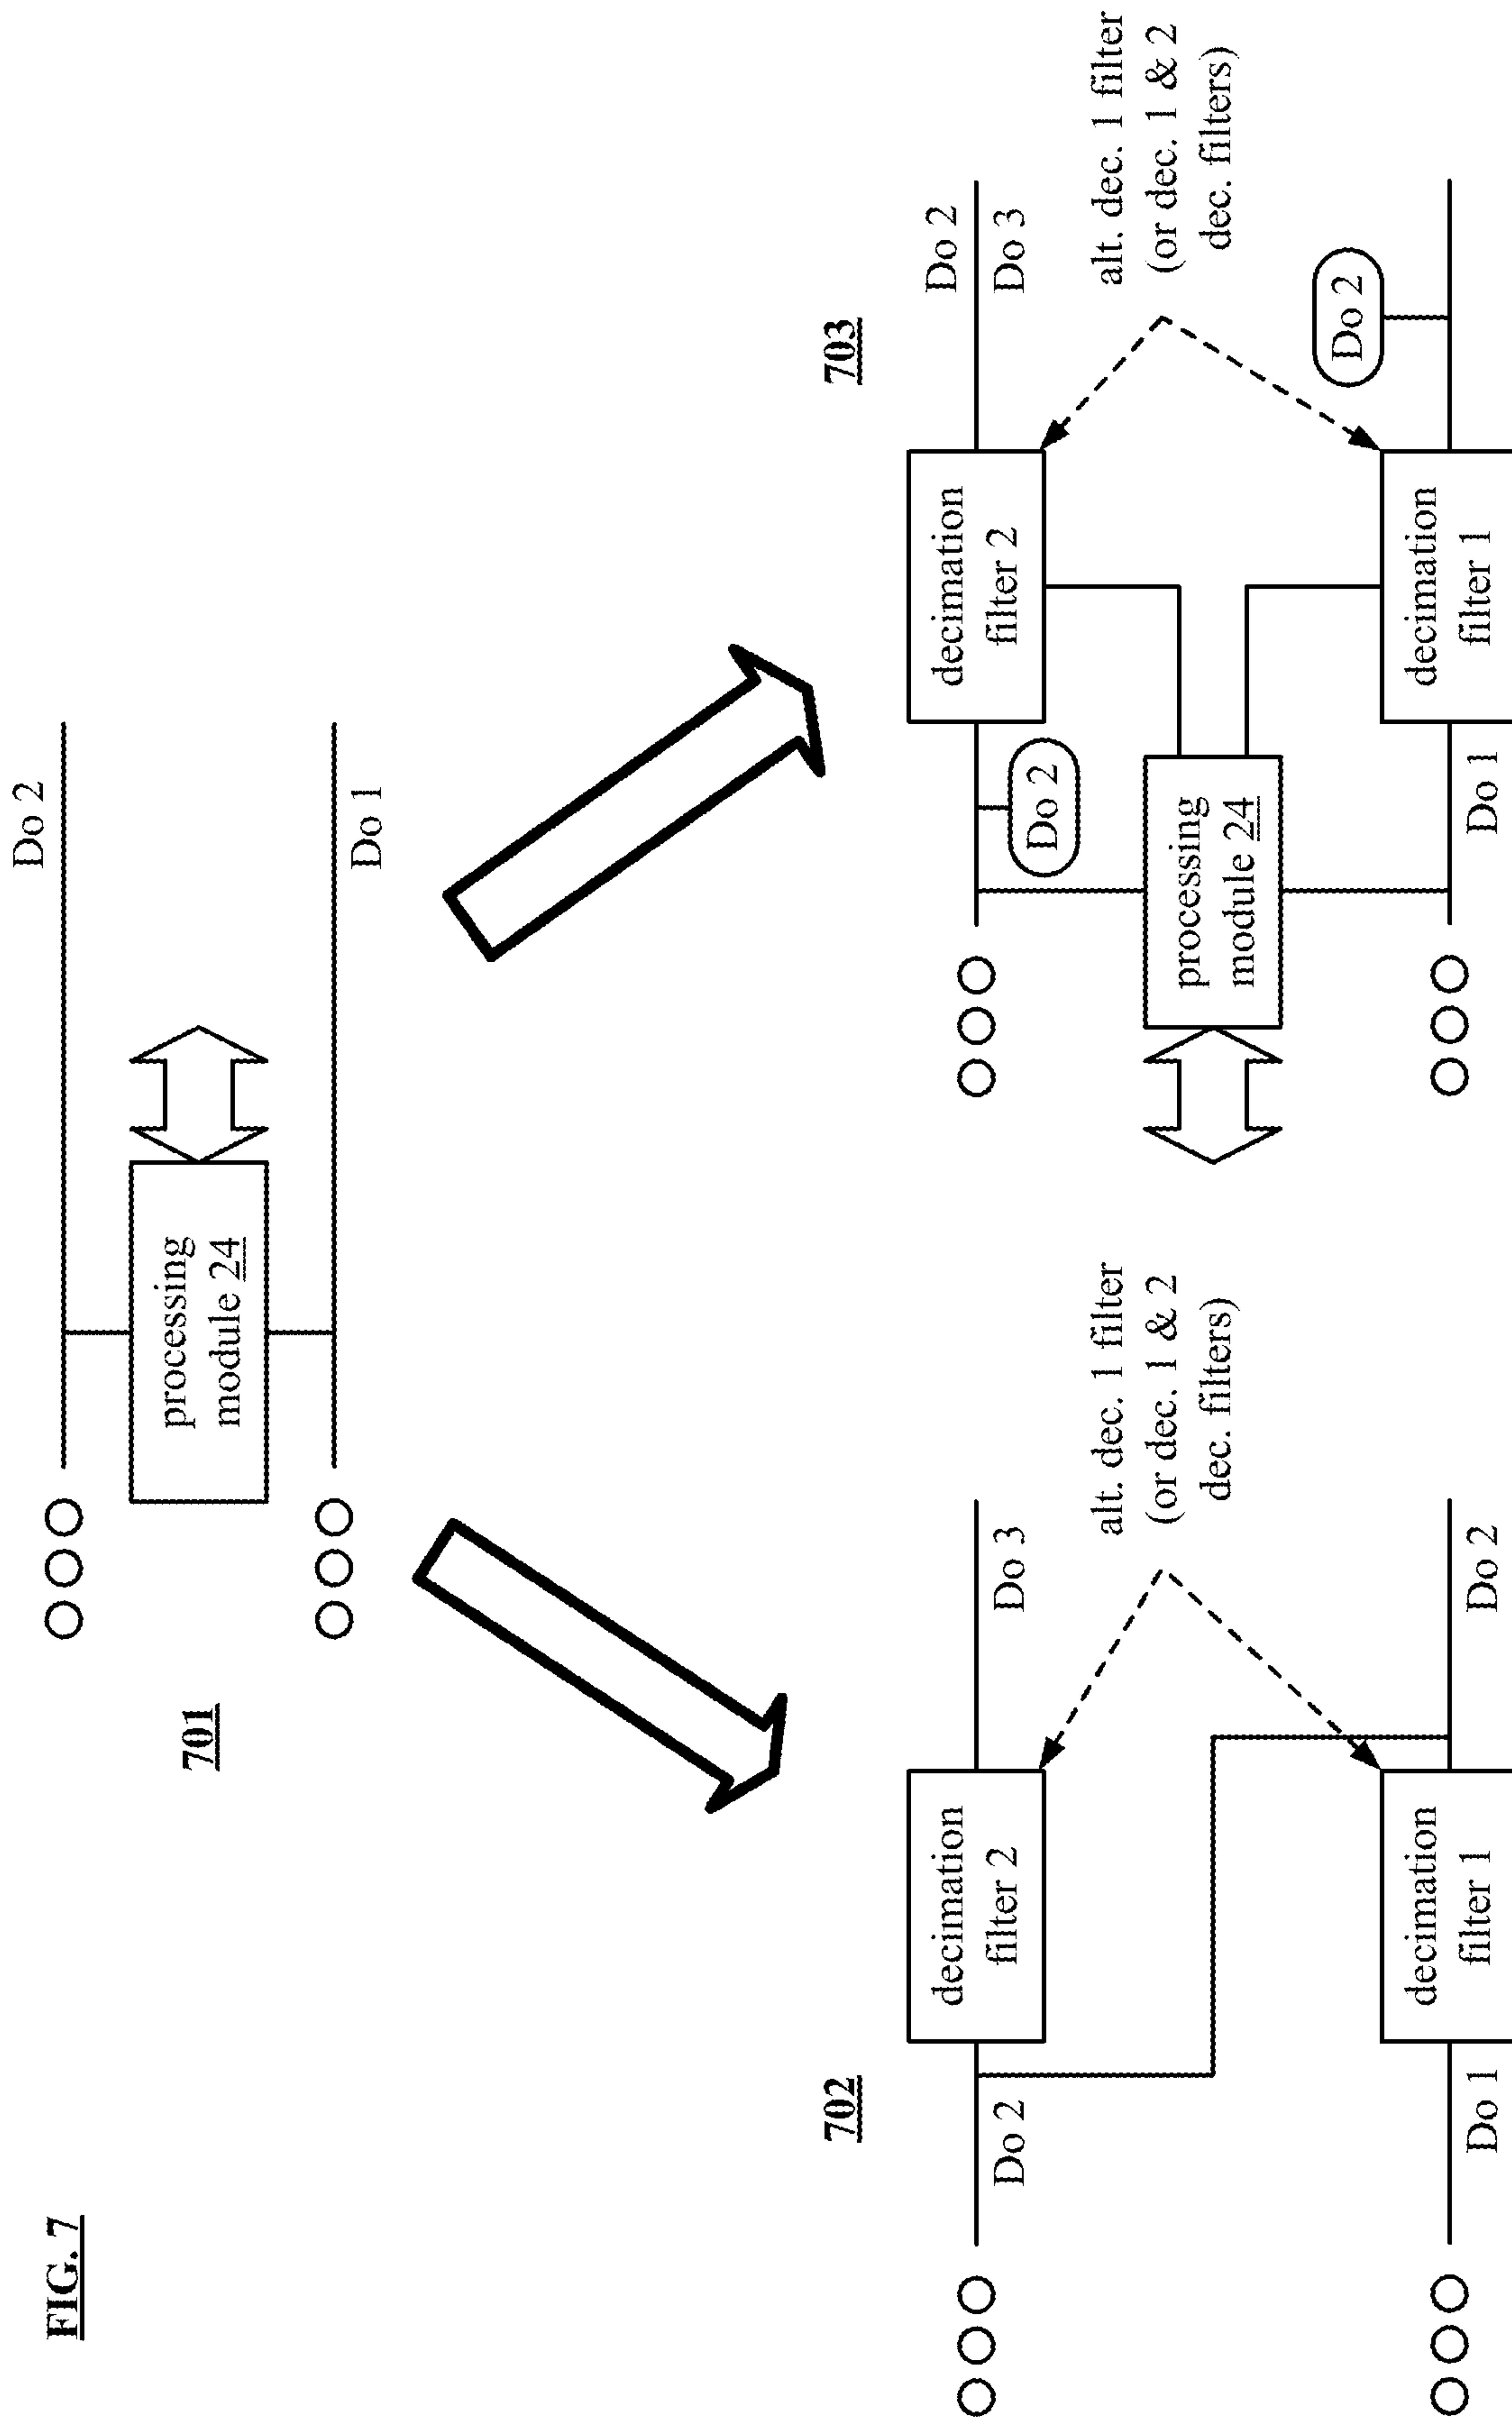 FIG. 7
701
Do 2
processing
module 24
Do 1
702
Do 2
decimation
filter 2
Do 3
alt. dec. 1 filter
(or dec. 1 & 2
dec. filters)
Do 1
decimation
filter 1
Do 2
703
Do 2
decimation
filter 2
Do 2
Do 3
alt. dec. 1 filter
(or dec. 1 & 2
dec. filters)
processing
module 24
Do 2
Do 1
decimation
filter 1